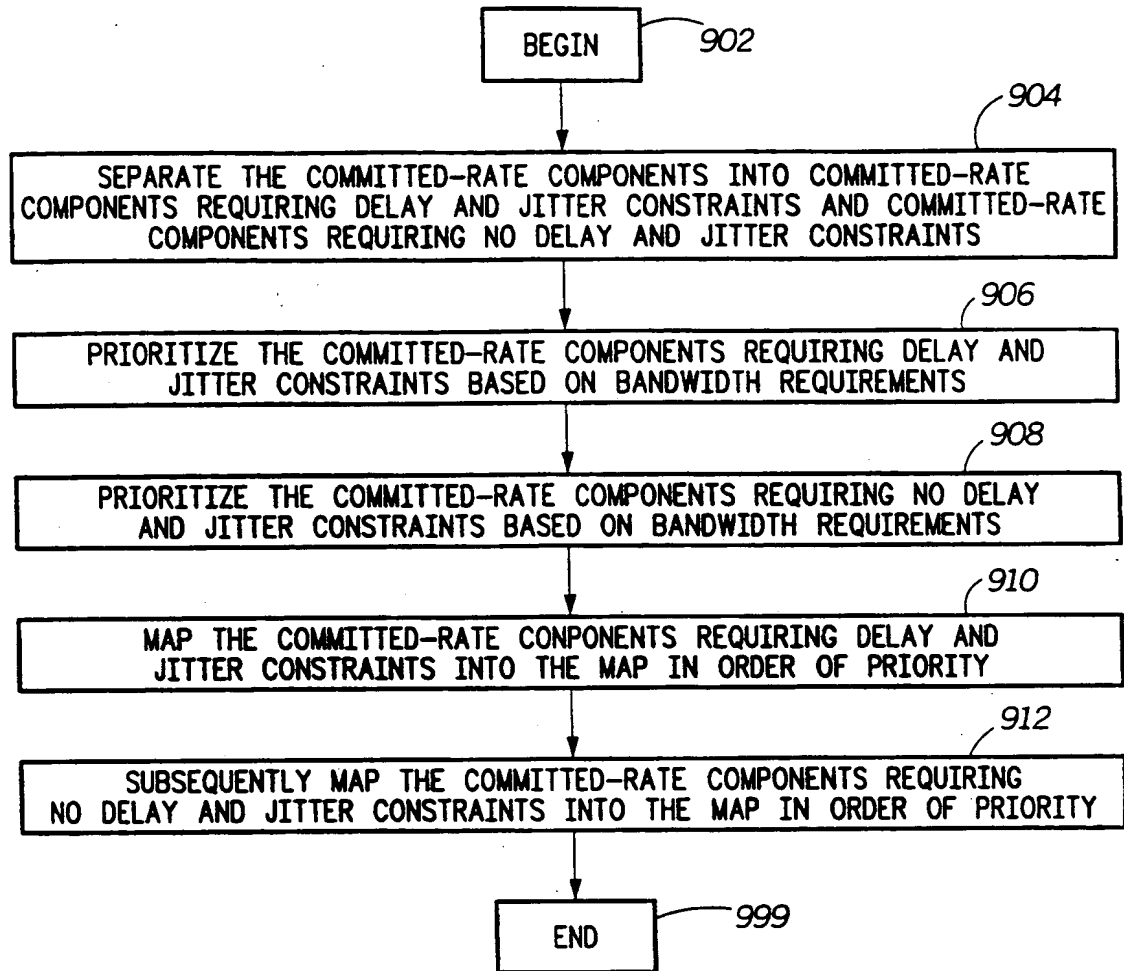 BEGIN
902
904
SEPARATE THE COMMITTED-RATE COMPONENTS INTO COMMITTED-RATE
COMPONENTS REQUIRING DELAY AND JITTER CONSTRAINTS AND COMMITTED-RATE
COMPONENTS REQUIRING NO DELAY AND JITTER CONSTRAINTS
906
PRIORITIZE THE COMMITTED-RATE COMPONENTS REQUIRING DELAY AND
JITTER CONSTRAINTS BASED ON BANDWIDTH REQUIREMENTS
908
PRIORITIZE THE COMMITTED-RATE COMPONENTS REQUIRING NO DELAY
AND JITTER CONSTRAINTS BASED ON BANDWIDTH REQUIREMENTS
910
MAP THE COMMITTED-RATE CONPONENTS REQUIRING DELAY AND
JITTER CONSTRAINTS INTO THE MAP IN ORDER OF PRIORITY
912
SUBSEQUENTLY MAP THE COMMITTED-RATE COMPONENTS REQUIRING
NO DELAY AND JITTER CONSTRAINTS INTO THE MAP IN ORDER OF PRIORITY
END
999